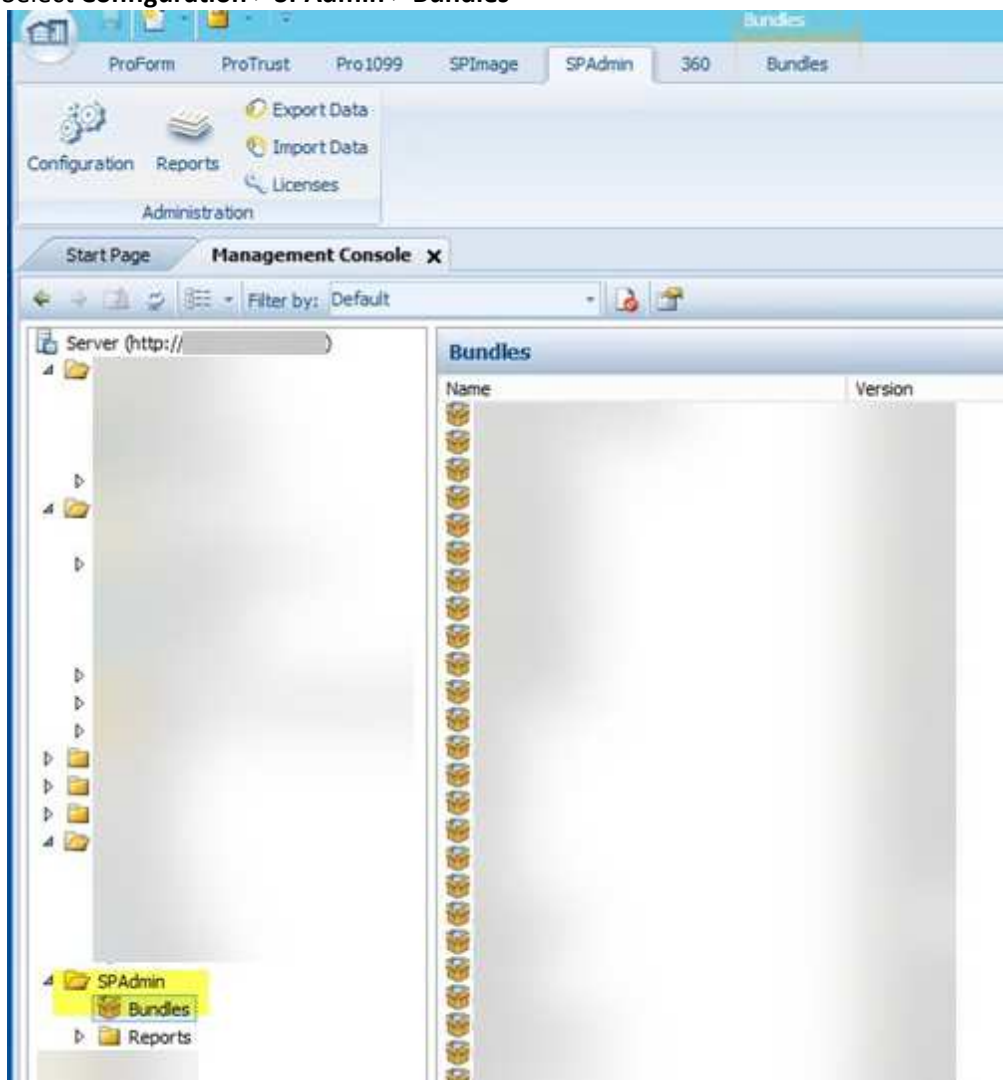 Select Configuration > SPAdmin > Bundles
Bundles
ProForm ProTrust Pro1099 SPImage SPAdmin 360 Bundles
Export Data
Import Data
Configuration Reports
Licenses
Administration
Start Page Management Console x
Filter by: Default
Server (http:// )
Bundles
Name Version
SPAdmin
Bundles
Reports